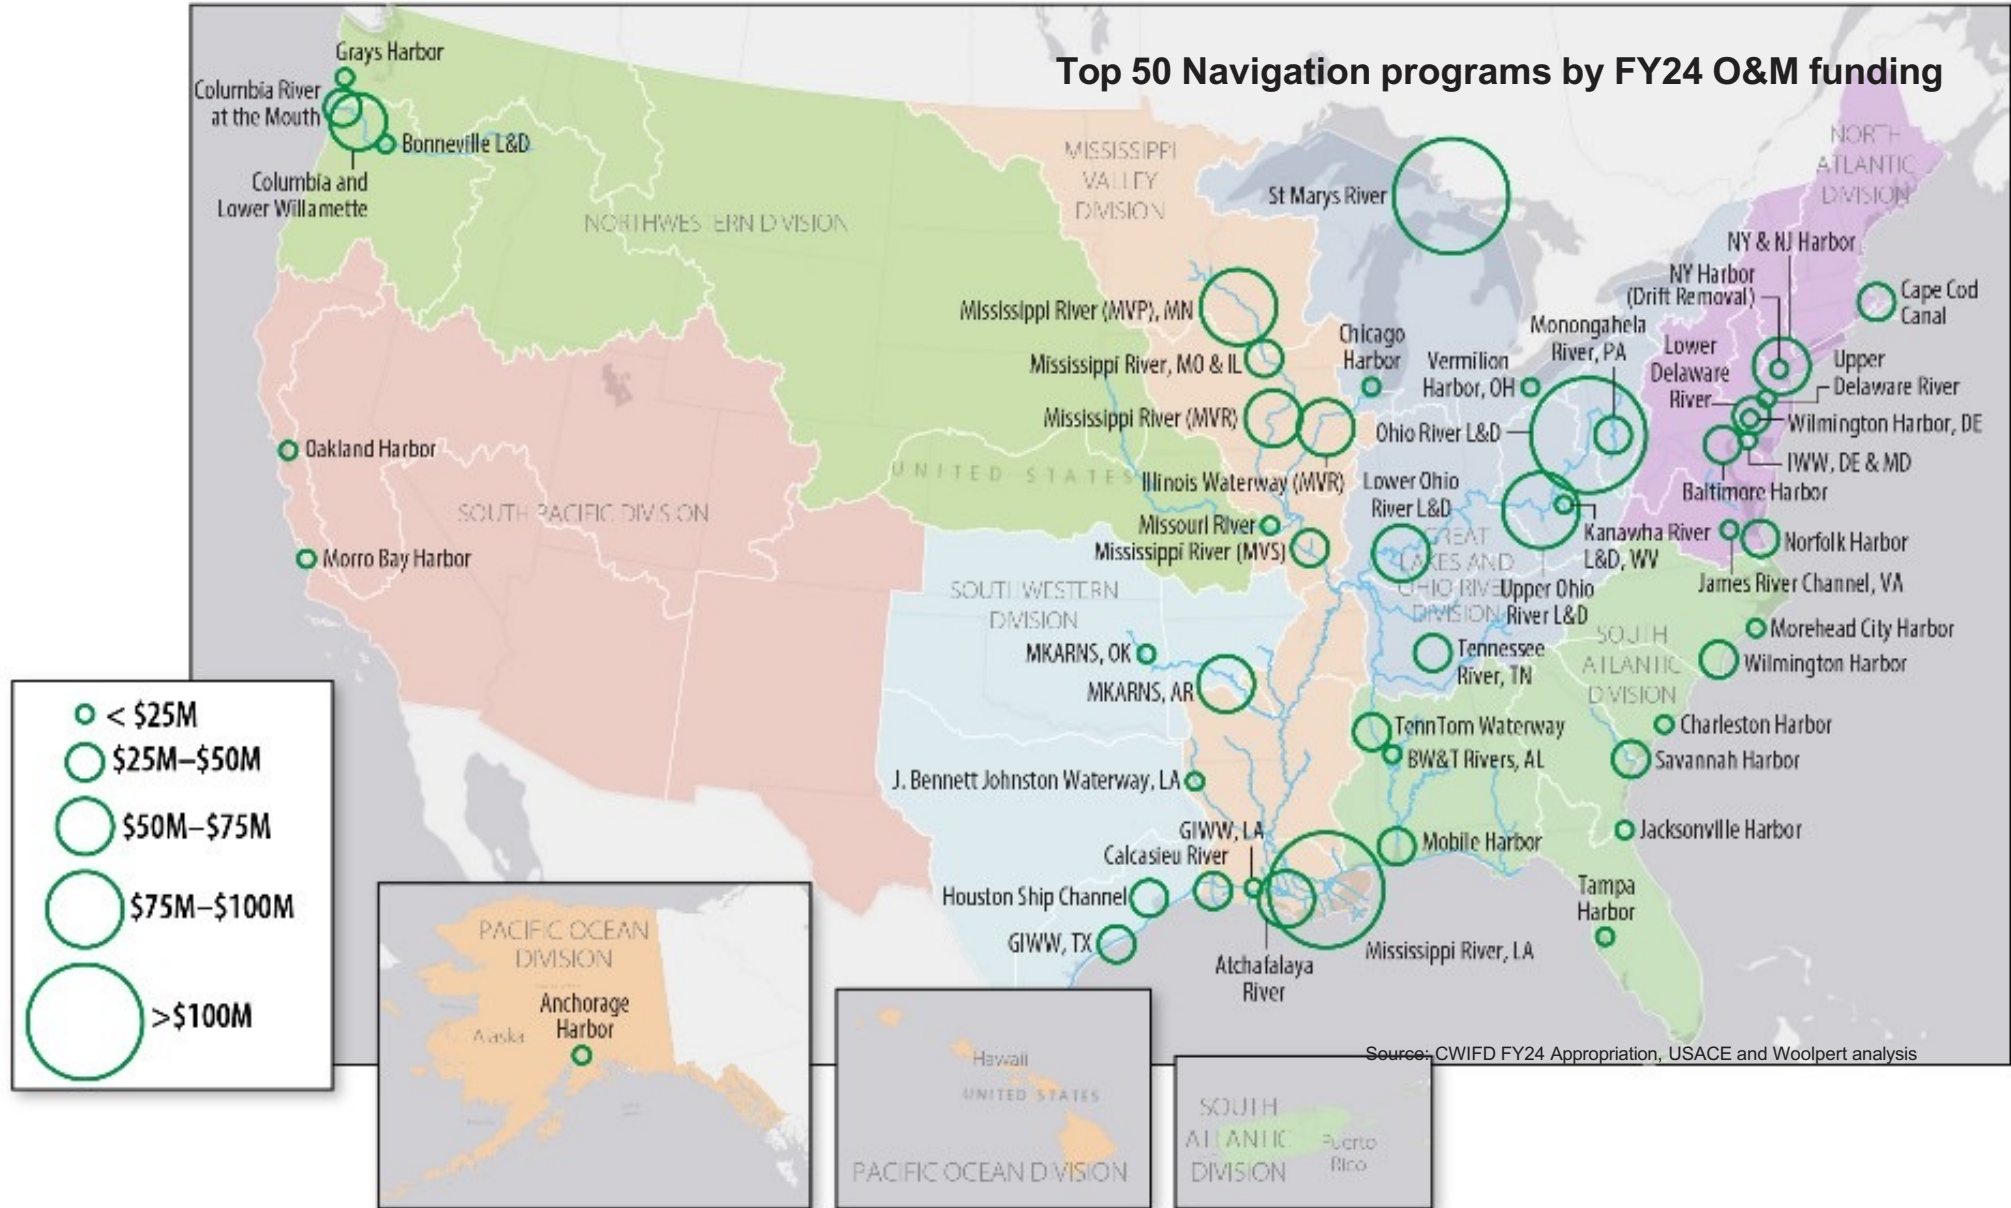 Top 50 Navigation programs by FY24 O&M funding
Grays Harbor
Columbia River
at the Mouth
Bonneville L&D
Columbia and
Lower Willamette
NORTHWESTERN DIVISION
MISSISSIPPI
VALLEY
DIVISION
St Marys River
NORTH
ATLANTIC
DIVISION
NY & NJ Harbor
NY Harbor
(Drift Removal)
Cape Cod
Canal
Mississippi River (MVP), MN
Mississippi River, MO & IL
Mississippi River (MVR)
Illinois Waterway (MVR)
Chicago
Harbor
Vermilion
Harbor, OH
Monongahela
River, PA
Lower
Delaware
River
Upper
Delaware River
Wilmington Harbor, DE
IWW, DE & MD
Baltimore Harbor
Ohio River L&D
Lower Ohio
River L&D
Oakland Harbor
UNITED STATES
SOUTH PACIFIC DIVISION
Morro Bay Harbor
Missouri River
Mississippi River (MVS)
GREAT
LAKES AND
OHIO RIVER
DIVISION
Upper Ohio
River L&D
Kanawha River
L&D, WV
Norfolk Harbor
James River Channel, VA
SOUTHWESTERN
DIVISION
MKARNS, OK
MKARNS, AR
Tennessee
River, TN
SOUTH
ATLANTIC
DIVISION
Morehead City Harbor
Wilmington Harbor
Charleston Harbor
Savannah Harbor
Jacksonville Harbor
TennTom Waterway
BW&T Rivers, AL
J. Bennett Johnston Waterway, LA
GIWW, LA
Calcasieu River
Mobile Harbor
Houston Ship Channel
GIWW, TX
Atchafalaya
River
Mississippi River, LA
Tampa
Harbor
< $25M
$25M–$50M
$50M–$75M
$75M–$100M
>$100M
PACIFIC OCEAN
DIVISION
Alaska
Anchorage
Harbor
Hawaii
UNITED STATES
PACIFIC OCEAN DIVISION
SOUTH
ATLANTIC
DIVISION
Puerto
Rico
Source: CWIFD FY24 Appropriation, USACE and Woolpert analysis